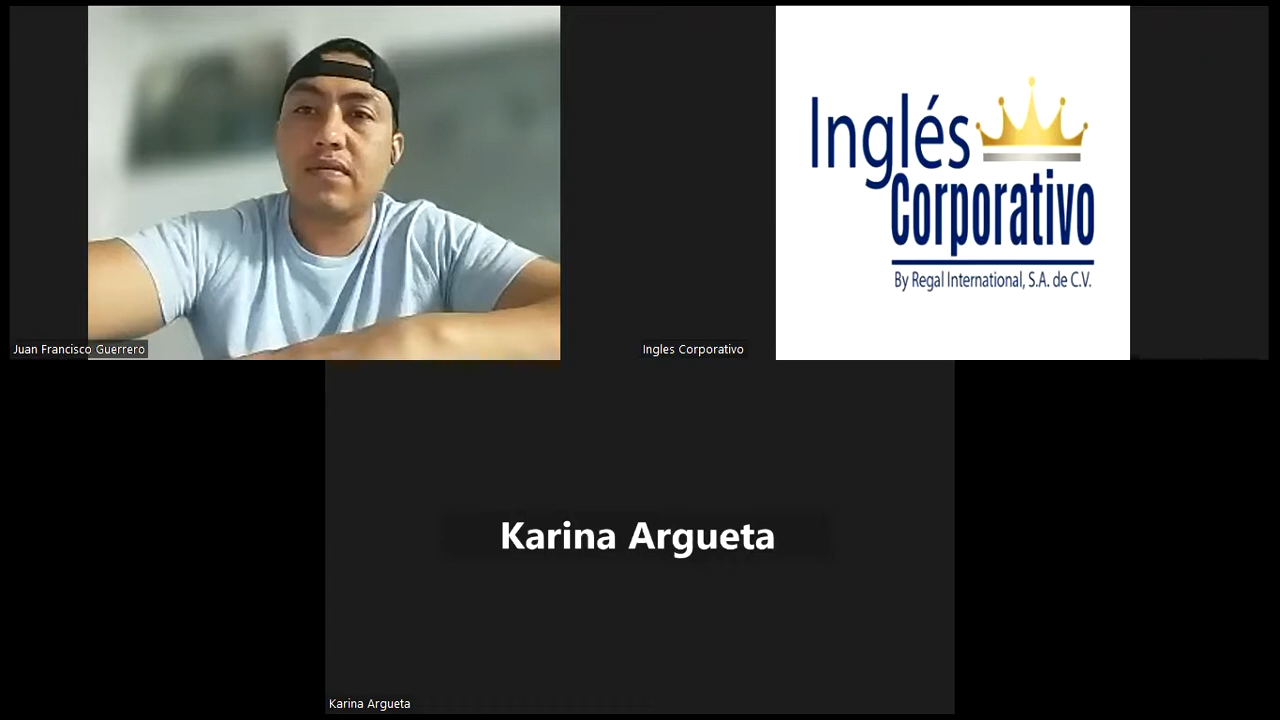 Inglés
Corporativo
By Regal International, S.A. de C.V.
Juan Francisco Guerrero
Ingles Corporativo
Karina Argueta
Karina Argueta